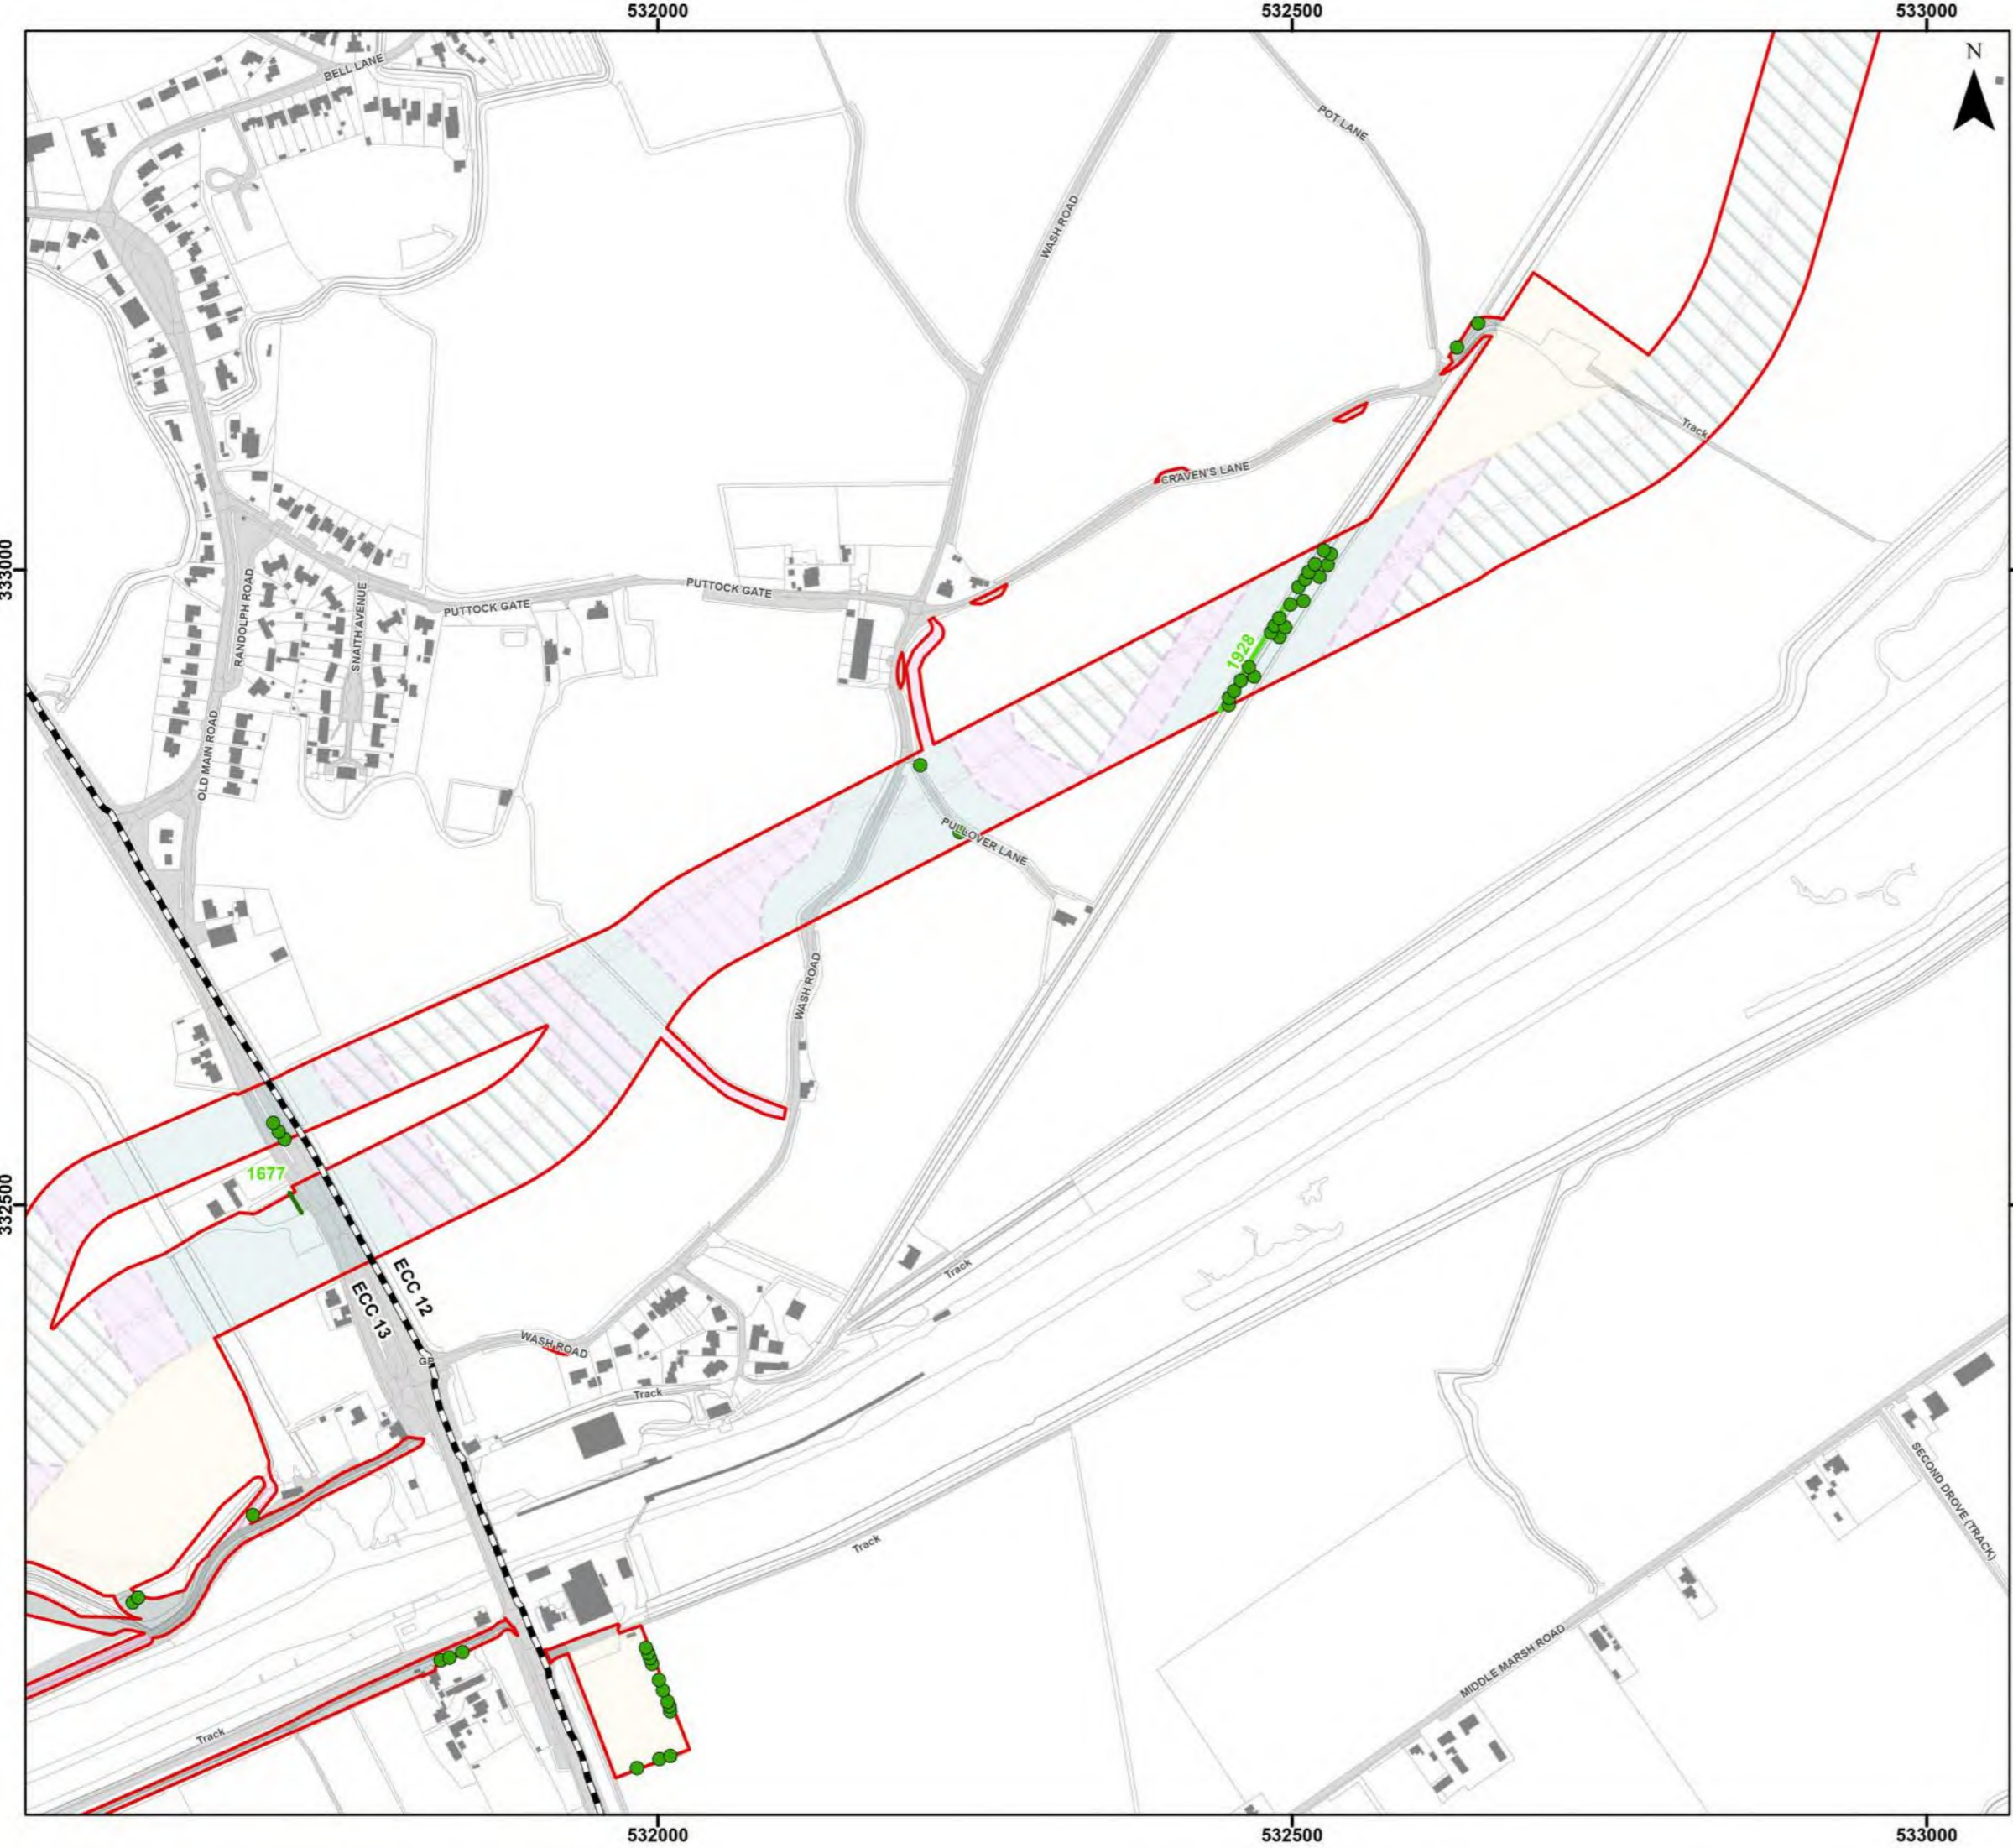 532000
532500
533000
N
BELL LANE
POT LANE
WASH ROAD
Track
CRAVEN'S LANE
333000
PUTTOCK GATE
PUTTOCK GATE
RANDOLPH ROAD
SNAITH AVENUE
1928
OLD MAIN ROAD
PULLOVER LANE
WASH ROAD
1677
332500
ECC 12
ECC 13
Track
WASH ROAD
GP
Track
SECOND DROVE (TRACK)
Track
MIDDLE MARSH ROAD
Track
532000
532500
533000